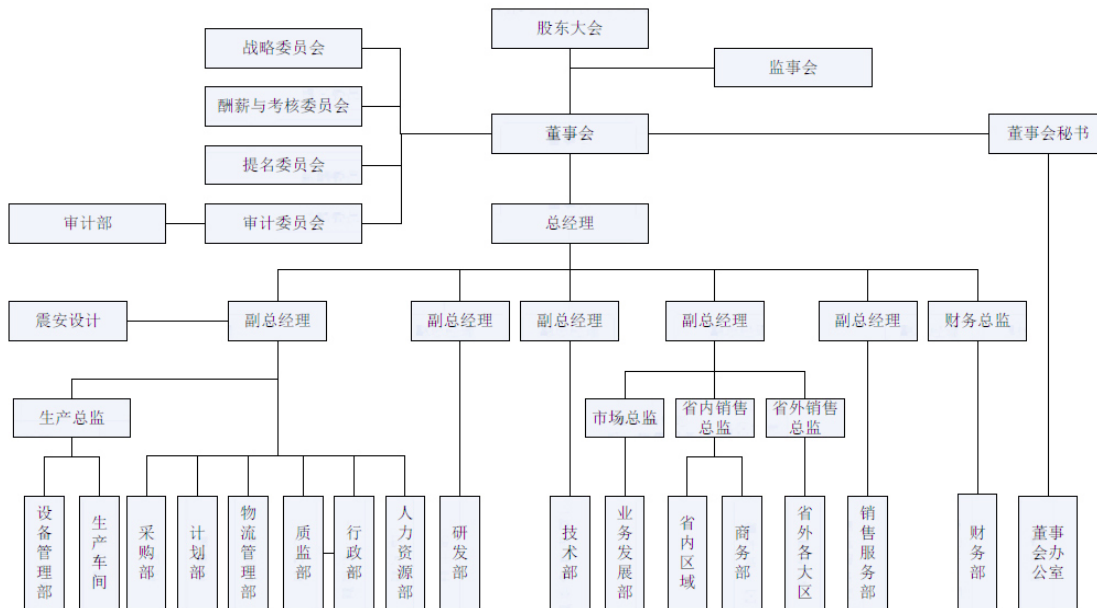 股东大会
战略委员会
监事会
酬薪与考核委员会
董事会
董事会秘书
提名委员会
审计部
审计委员会
总经理
震安设计
副总经理
副总经理
副总经理
副总经理
副总经理
财务总监
生产总监
市场总监
省内销售
总监
省外销售
总监
设备管理部
生产车间
采购部
计划部
物流管理部
质监部
行政部
人力资源部
研发部
技术部
业务发展部
省内区域
商务部
省外各大区
销售服务部
财务部
董事
会办
公室